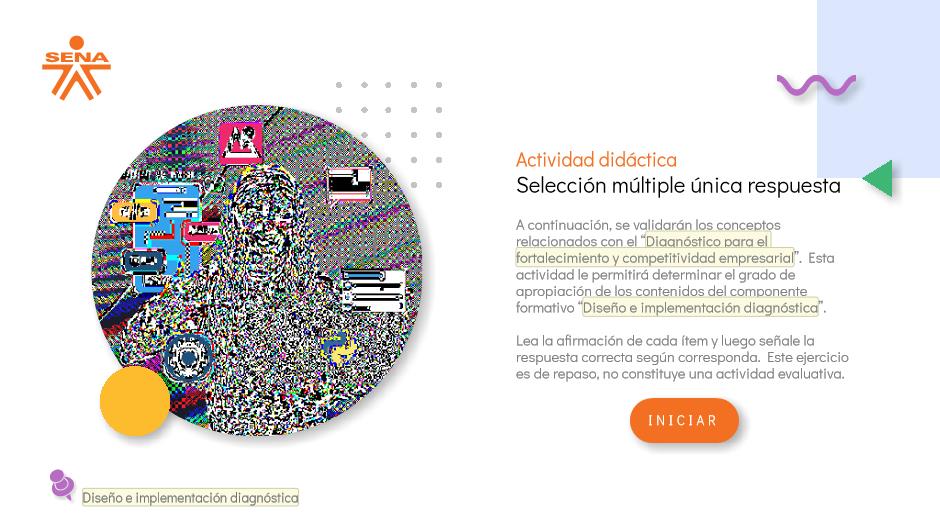 SENA
Actividad didáctica
Selección múltiple única respuesta
A continuación, se validarán los conceptos
relacionados con el “Diagnóstico para el
fortalecimiento y competitividad empresarial”. Esta
actividad le permitirá determinar el grado de
apropiación de los contenidos del componente
formativo “Diseño e implementación diagnóstica”.
Lea la afirmación de cada ítem y luego señale la
respuesta correcta según corresponda. Este ejercicio
es de repaso, no constituye una actividad evaluativa.
INICIAR
Diseño e implementación diagnóstica